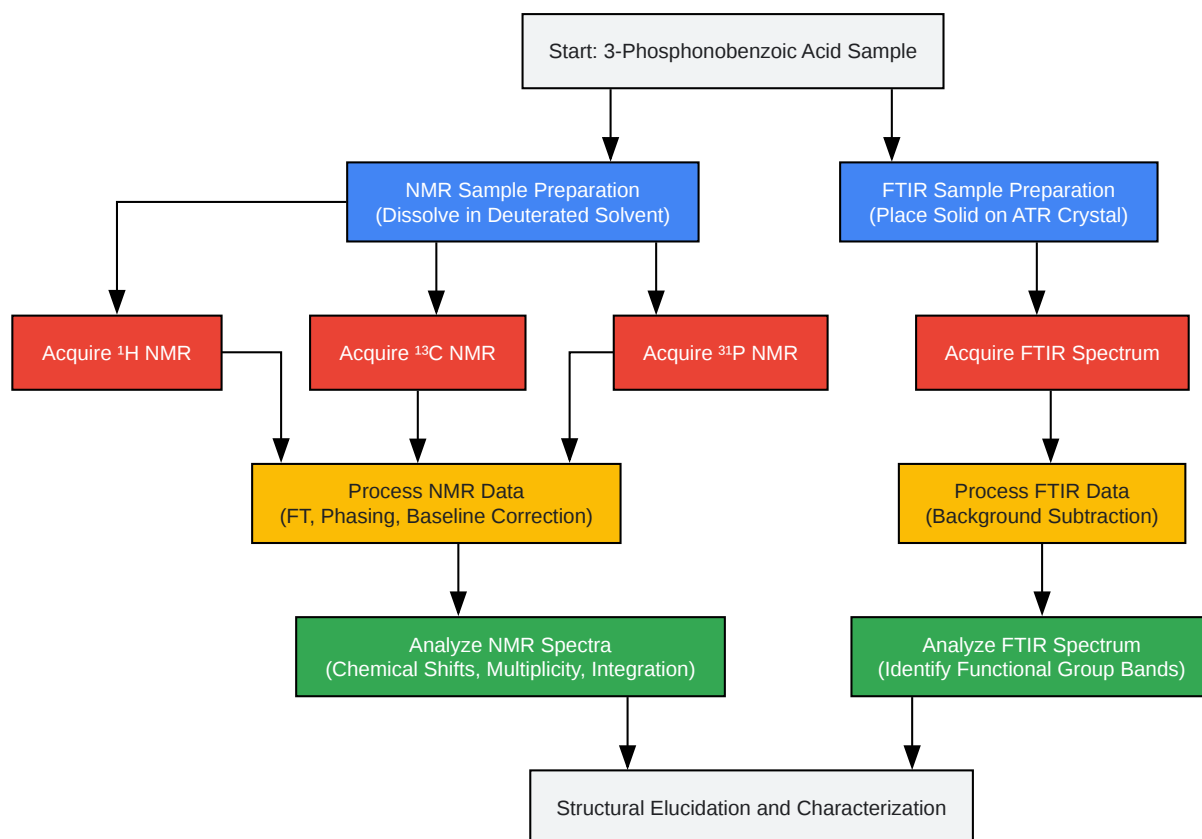 Start: 3-Phosphonobenzoic Acid Sample
NMR Sample Preparation
(Dissolve in Deuterated Solvent)
FTIR Sample Preparation
(Place Solid on ATR Crystal)
Acquire ¹H NMR
Acquire ¹³C NMR
Acquire ³¹P NMR
Acquire FTIR Spectrum
Process NMR Data
(FT, Phasing, Baseline Correction)
Process FTIR Data
(Background Subtraction)
Analyze NMR Spectra
(Chemical Shifts, Multiplicity, Integration)
Analyze FTIR Spectrum
(Identify Functional Group Bands)
Structural Elucidation and Characterization